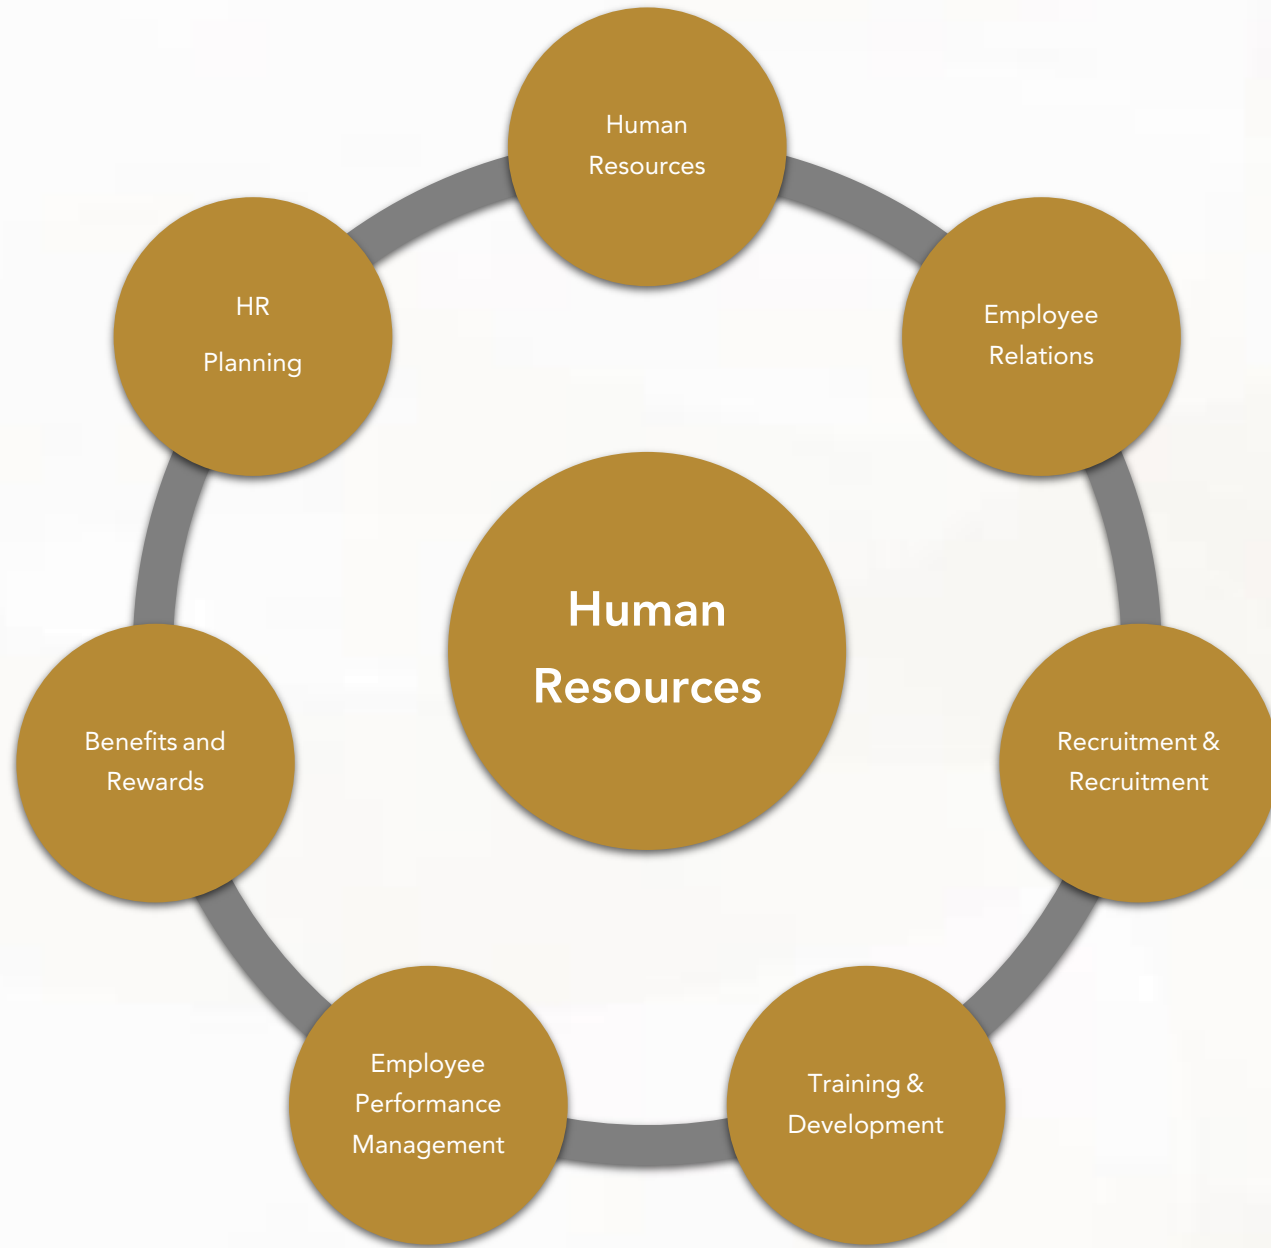 Human
Resources
Employee
Relations
Recruitment &
Recruitment
Training &
Development
Employee
Performance
Management
Benefits and
Rewards
HR
Planning
Human
Resources